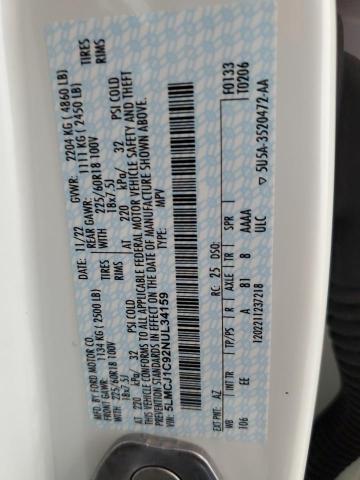 MFD. BY FORD MOTOR CO.
11/22
GVWR: 2204 KG ( 4860 LB)
FRONT GAWR: 1134 KG ( 2500 LB)
REAR GAWR: 1111 KG ( 2450 LB)
WITH
225/60R18 100V TIRES
18x7.5J RIMS
AT 220 kPa/ 32 PSI COLD
WITH
225/60R18 100V TIRES
18x7.5J RIMS
AT 220 kPa/ 32 PSI COLD
THIS VEHICLE CONFORMS TO ALL APPLICABLE FEDERAL MOTOR VEHICLE SAFETY AND THEFT
PREVENTION STANDARDS IN EFFECT ON THE DATE OF MANUFACTURE SHOWN ABOVE.
VIN: 5LMCJ1C92NUL34159
TYPE: MPV
F0133
T0206
EXT PNT: AZ RC: 25 DSO:
WB INT TR TP/PS R AXLE TR SPR
106 EE A B1 8 AAAA
ULC
12022111237218
5U5A-3520472-AA